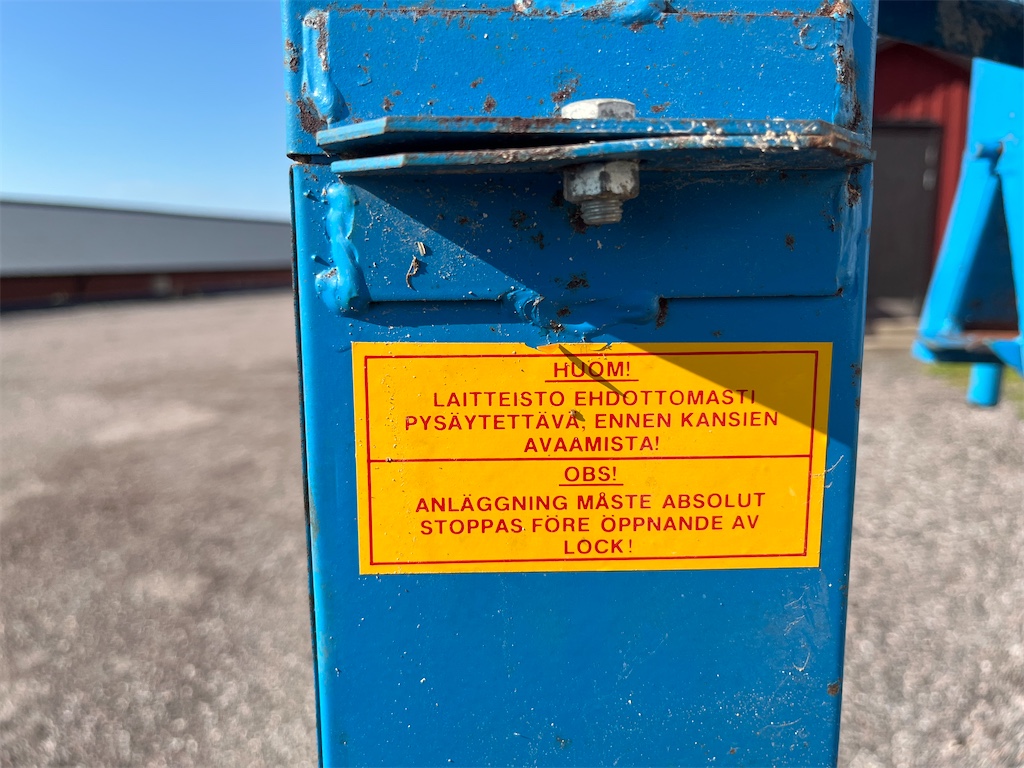 HUOM!
LAITTEISTO EHDOTTOMASTI
PYSÄYTETTÄVÄ, ENNEN KANSIEN
AVAAMISTA!
OBS!
ANLÄGGNING MÅSTE ABSOLUT
STOPPAS FÖRE ÖPPNANDE AV
LOCK!